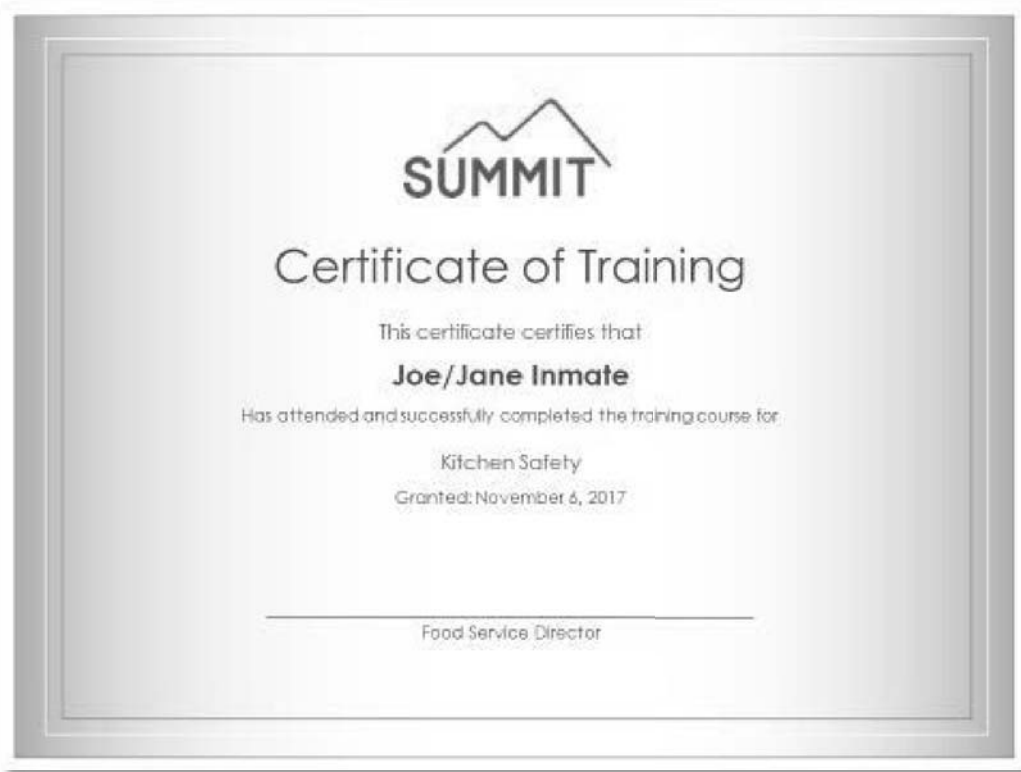 SUMMIT
Certificate of Training
This certificate certifies that
Joe/Jane Inmate
Has attended and successfully completed the training course for
Kitchen Safety
Granted: November 6, 2017
Food Service Director